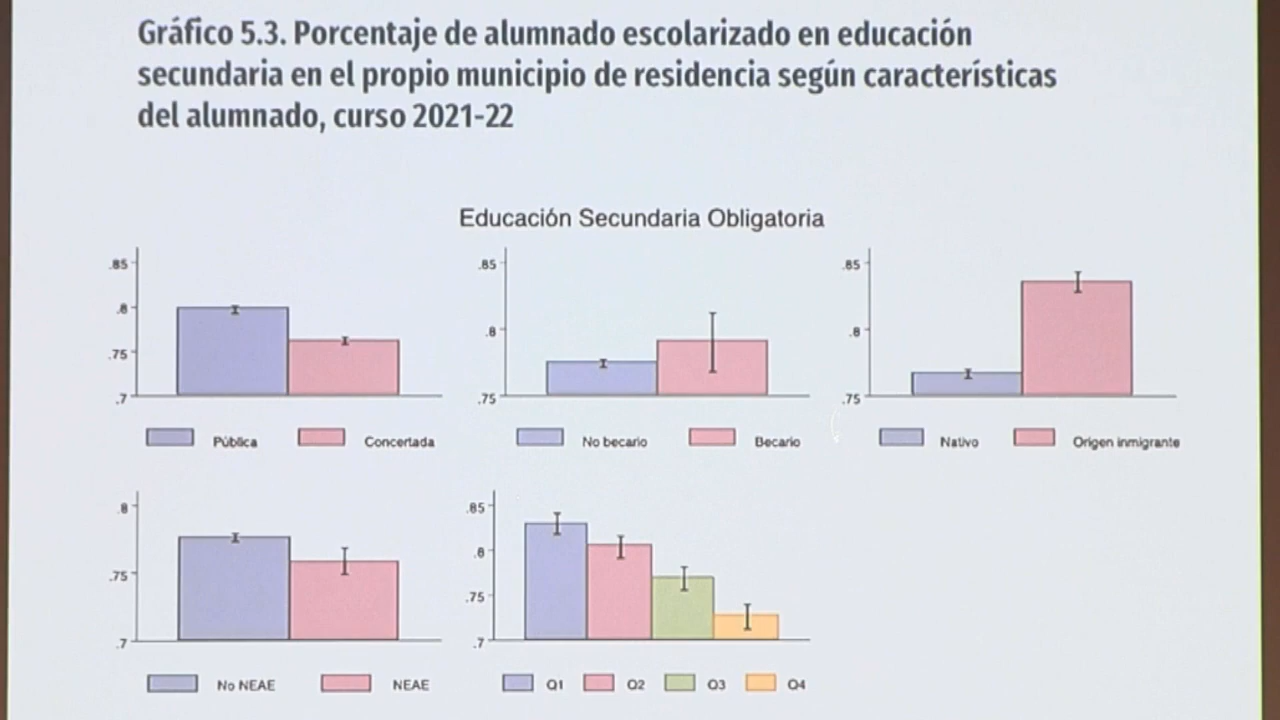 Gráfico 5.3. Porcentaje de alumnado escolarizado en educación
secundaria en el propio municipio de residencia según características
del alumnado, curso 2021-22
Educación Secundaria Obligatoria
.85
.8
.75
.7
Pública
Concertada
.85
.8
.75
No becario
Becario
.85
.8
.75
Nativo
Origen inmigrante
.8
.75
.7
No NEAE
NEAE
.85
.8
.75
.7
Q1
Q2
Q3
Q4